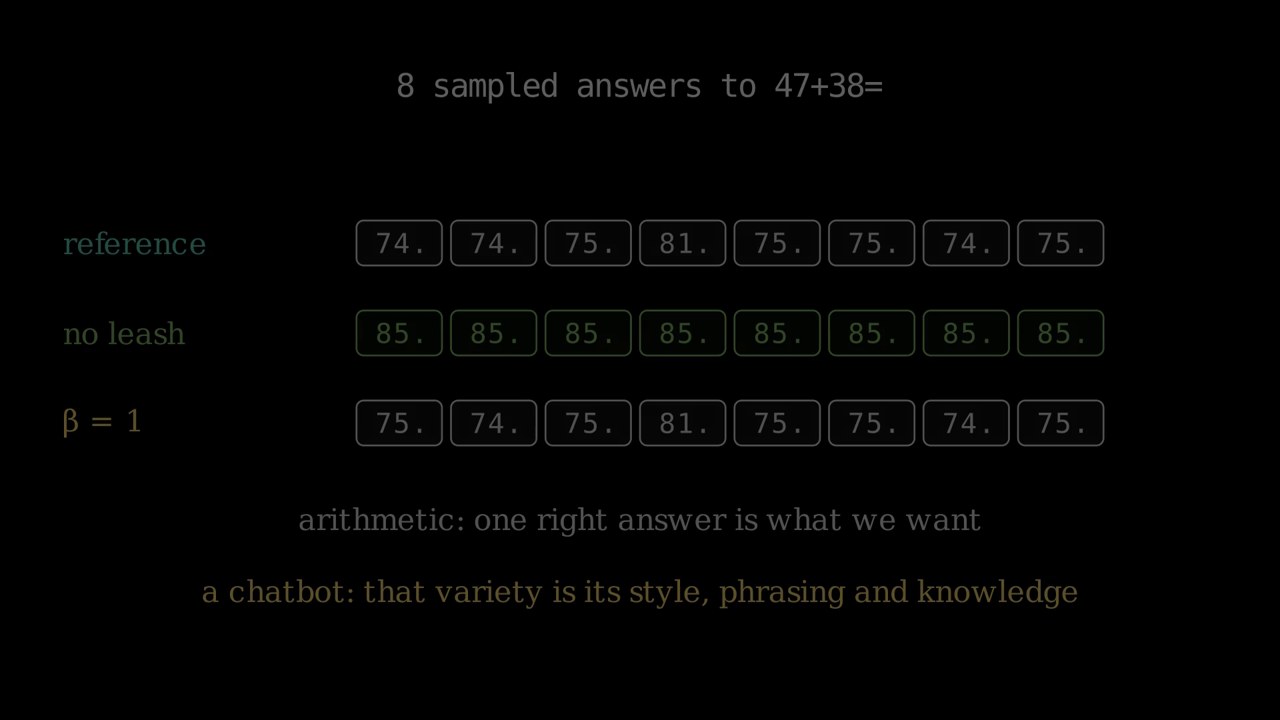 8 sampled answers to 47+38=
reference 74. 74. 75. 81. 75. 75. 74. 75.
no leash 85. 85. 85. 85. 85. 85. 85. 85.
β = 1 75. 74. 75. 81. 75. 75. 74. 75.
arithmetic: one right answer is what we want
a chatbot: that variety is its style, phrasing and knowledge